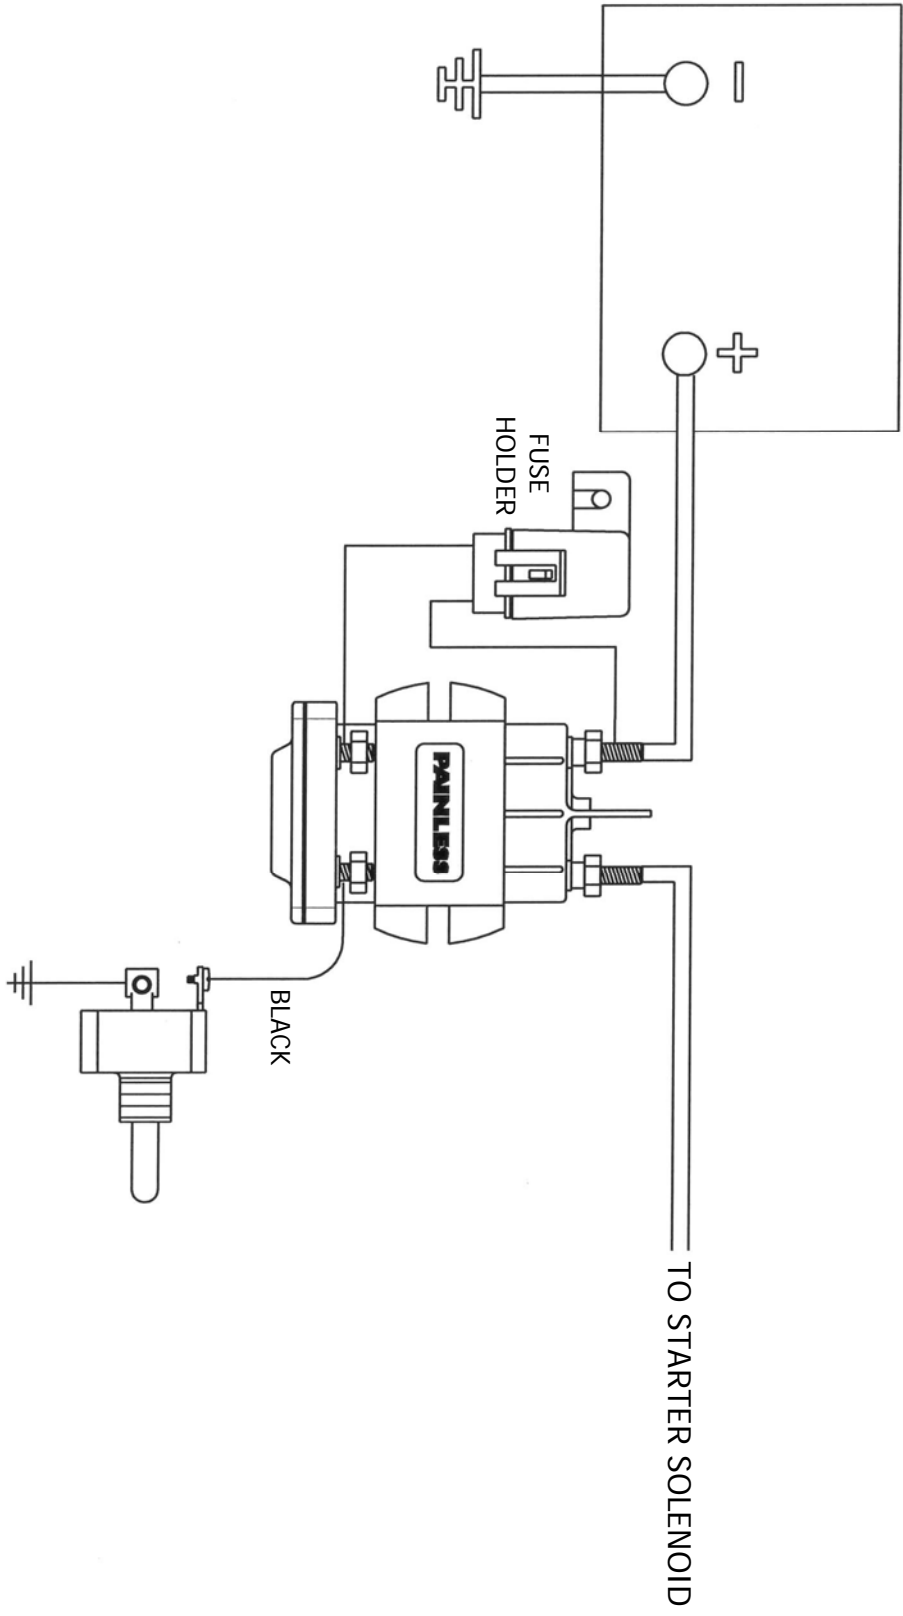 −
+
FUSE
HOLDER
PAINLESS
BLACK
TO STARTER SOLENOID